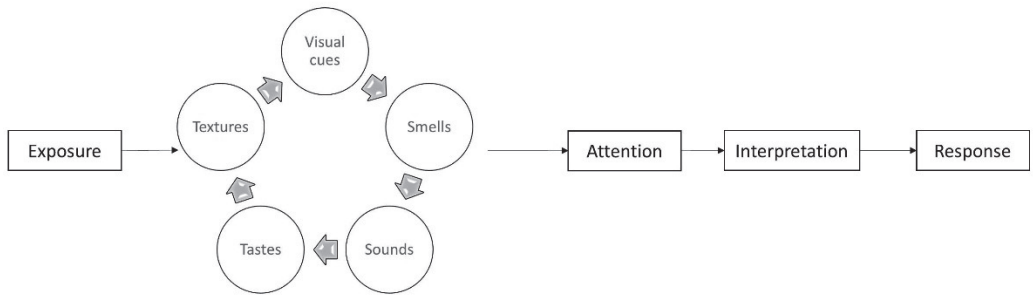 Exposure
Visual
cues
Smells
Sounds
Tastes
Textures
Attention
Interpretation
Response